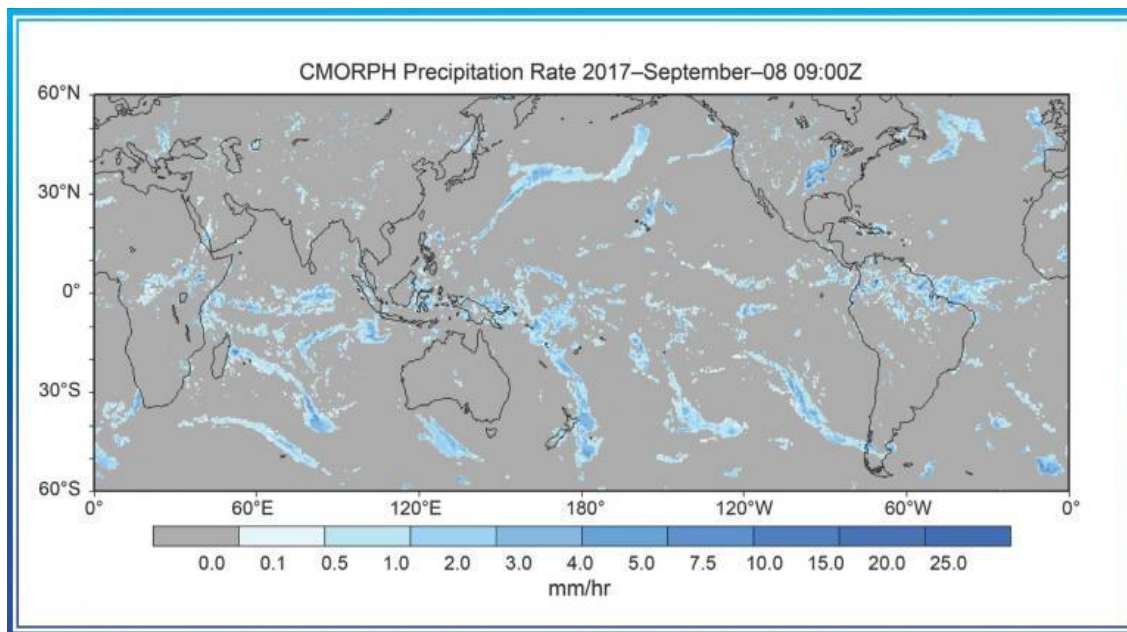 CMORPH Precipitation Rate 2017–September–08 09:00Z
60°N
30°N
0°
30°S
60°S
0° 60°E 120°E 180° 120°W 60°W 0°
0.0 0.1 0.5 1.0 2.0 3.0 4.0 5.0 7.5 10.0 15.0 20.0 25.0
mm/hr